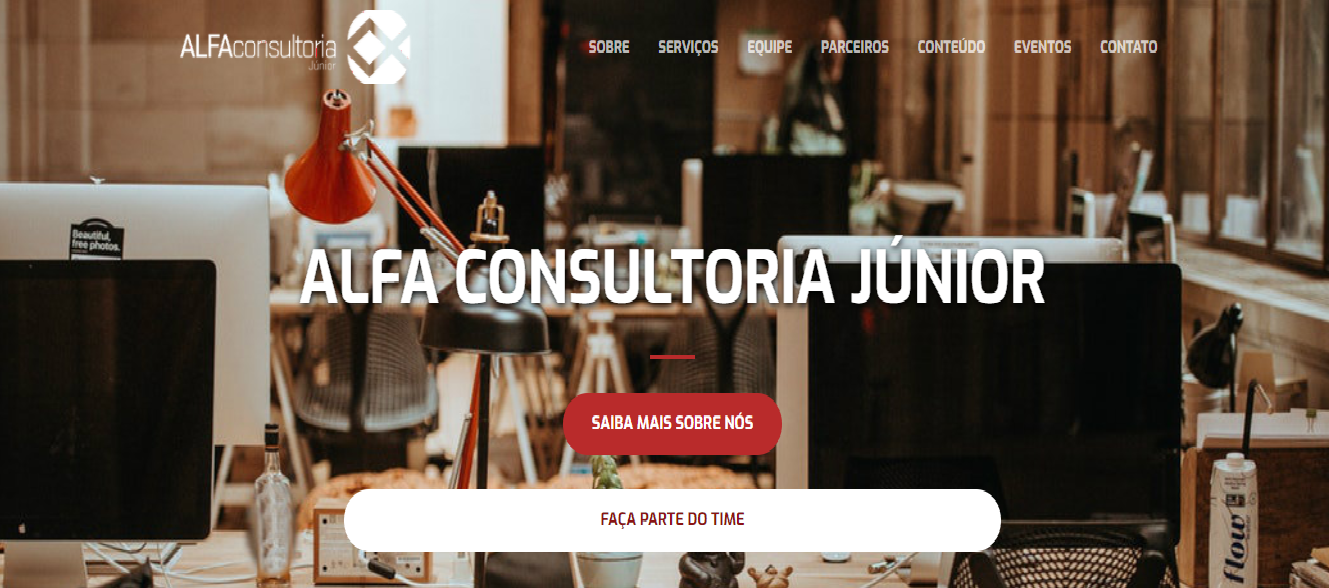 ALFAconsultoria
Júnior
SOBRE SERVIÇOS EQUIPE PARCEIROS CONTEÚDO EVENTOS CONTATO
Beautiful,
free photos.
ALFA CONSULTORIA JÚNIOR
SAIBA MAIS SOBRE NÓS
FAÇA PARTE DO TIME
flow